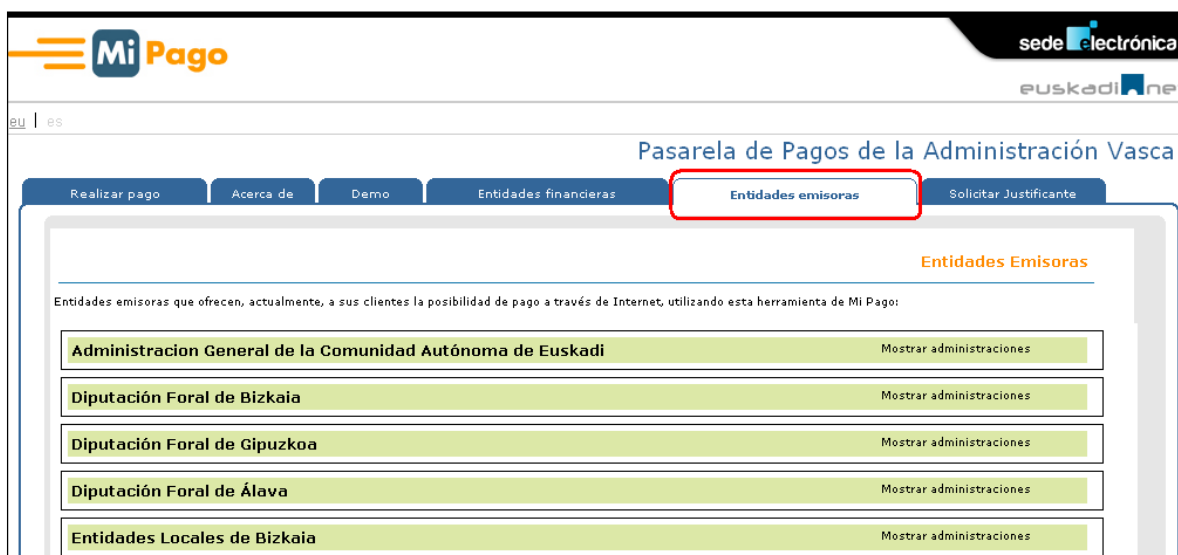 Mi Pago
sede electrónica
euskadi.net
eu | es
Pasarela de Pagos de la Administración Vasca
Realizar pago Acerca de Demo Entidades financieras Entidades emisoras Solicitar Justificante
Entidades Emisoras
Entidades emisoras que ofrecen, actualmente, a sus clientes la posibilidad de pago a través de Internet, utilizando esta herramienta de Mi Pago:
Administracion General de la Comunidad Autónoma de Euskadi Mostrar administraciones
Diputación Foral de Bizkaia Mostrar administraciones
Diputación Foral de Gipuzkoa Mostrar administraciones
Diputación Foral de Álava Mostrar administraciones
Entidades Locales de Bizkaia Mostrar administraciones